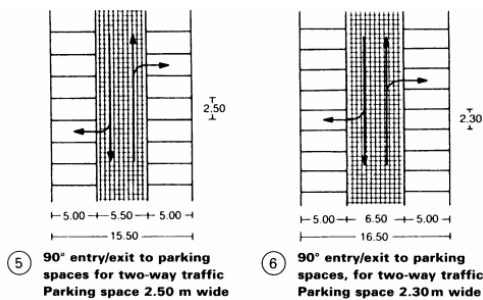 2.50
5.00 5.50 5.00
15.50
5 90° entry/exit to parking
spaces for two-way traffic
Parking space 2.50 m wide
2.30
5.00 6.50 5.00
16.50
6 90° entry/exit to parking
spaces, for two-way traffic
Parking space 2.30 m wide